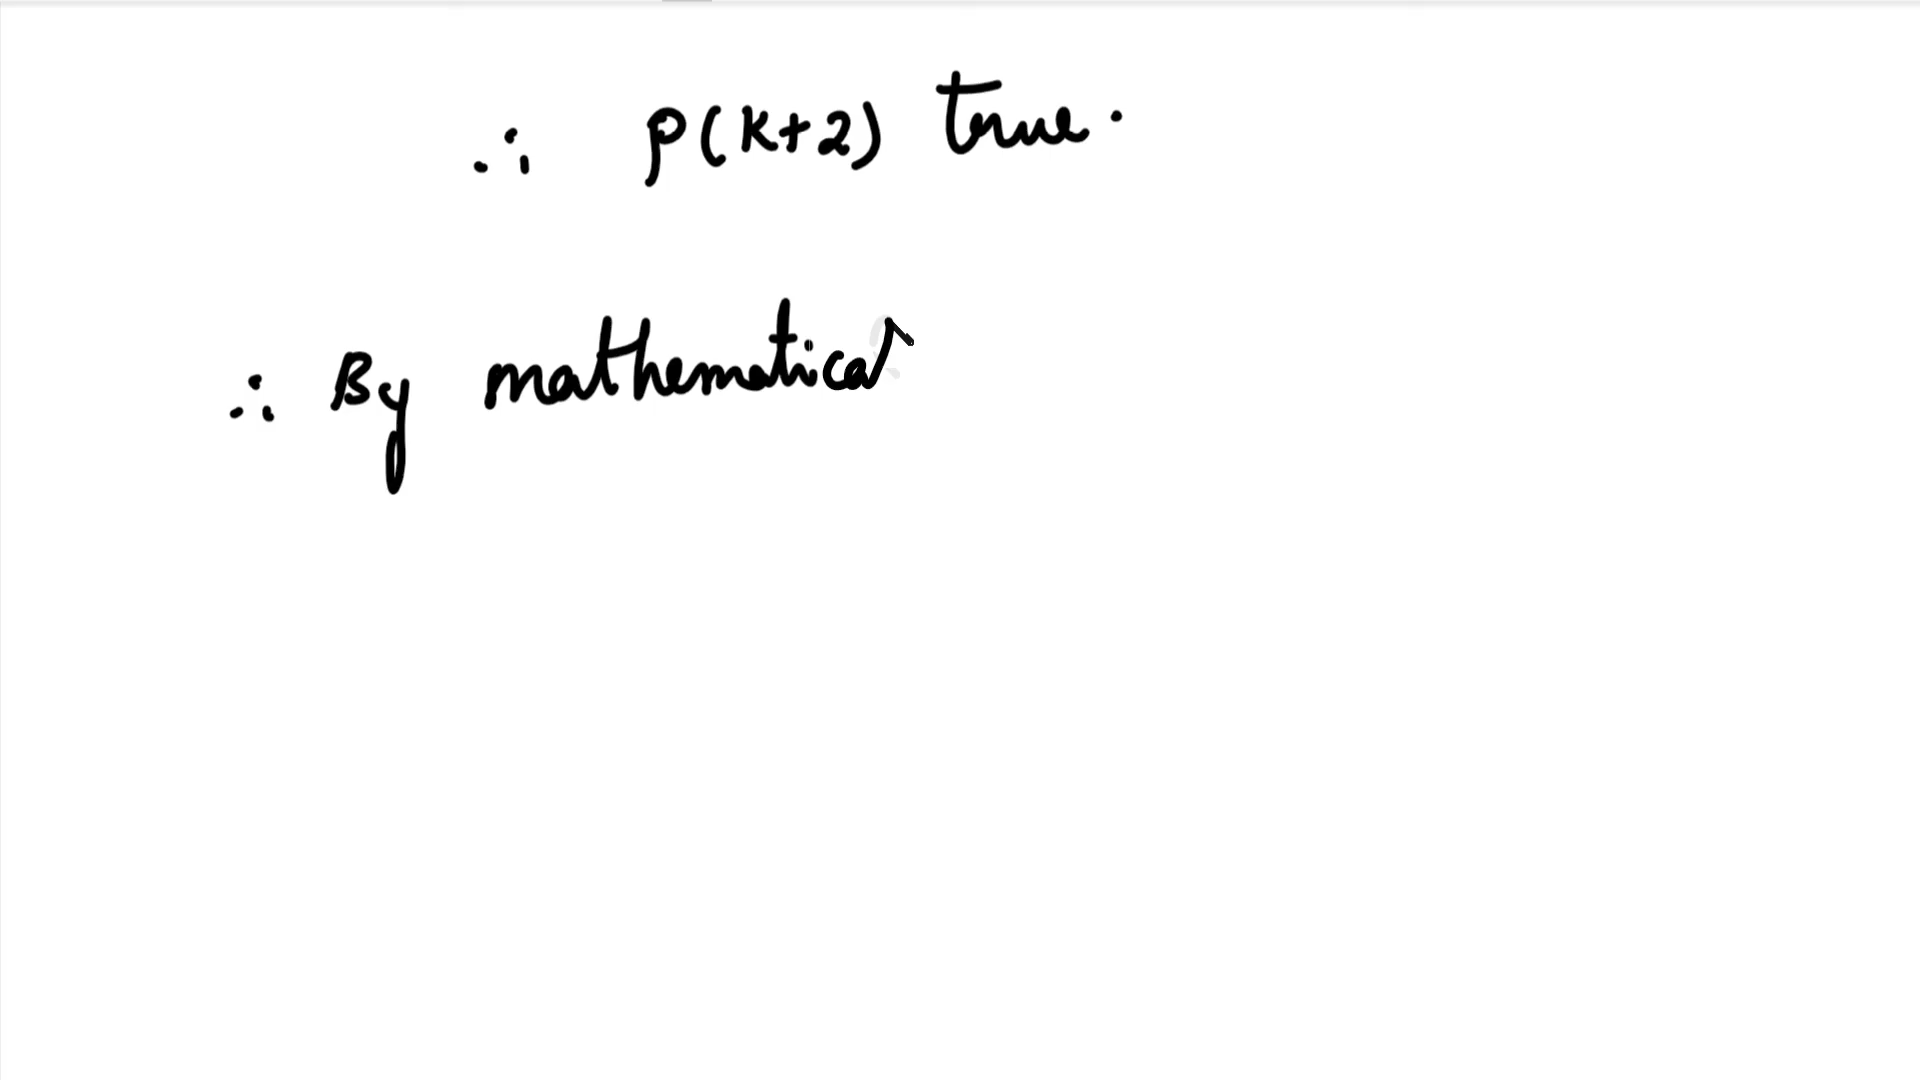 ∴ P(k+2) true.
∴ By mathematical